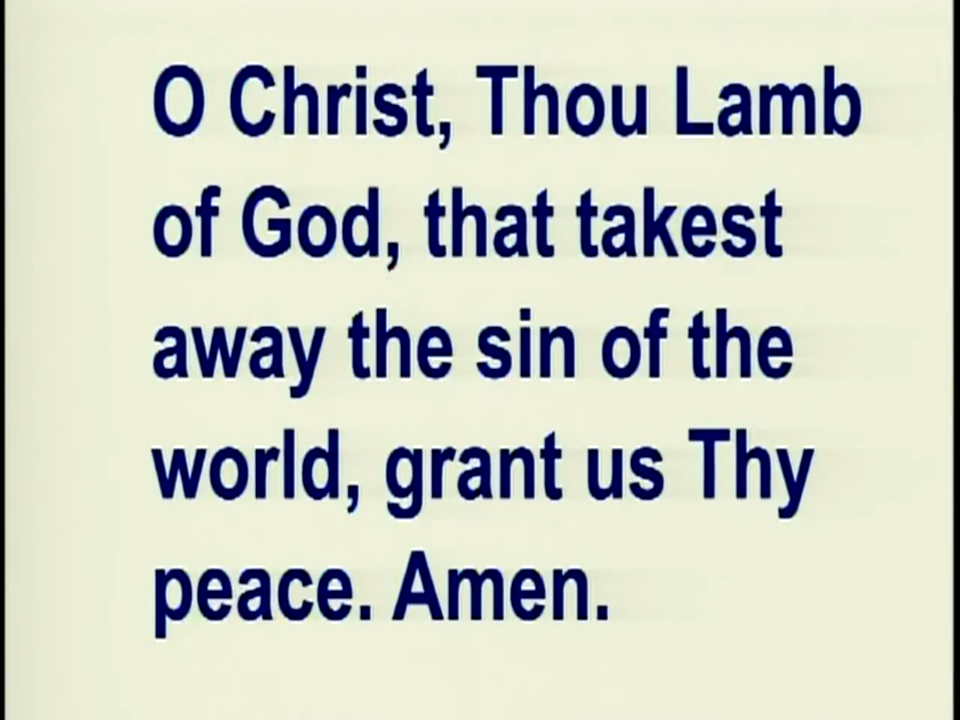 O Christ, Thou Lamb
of God, that takest
away the sin of the
world, grant us Thy
peace. Amen.